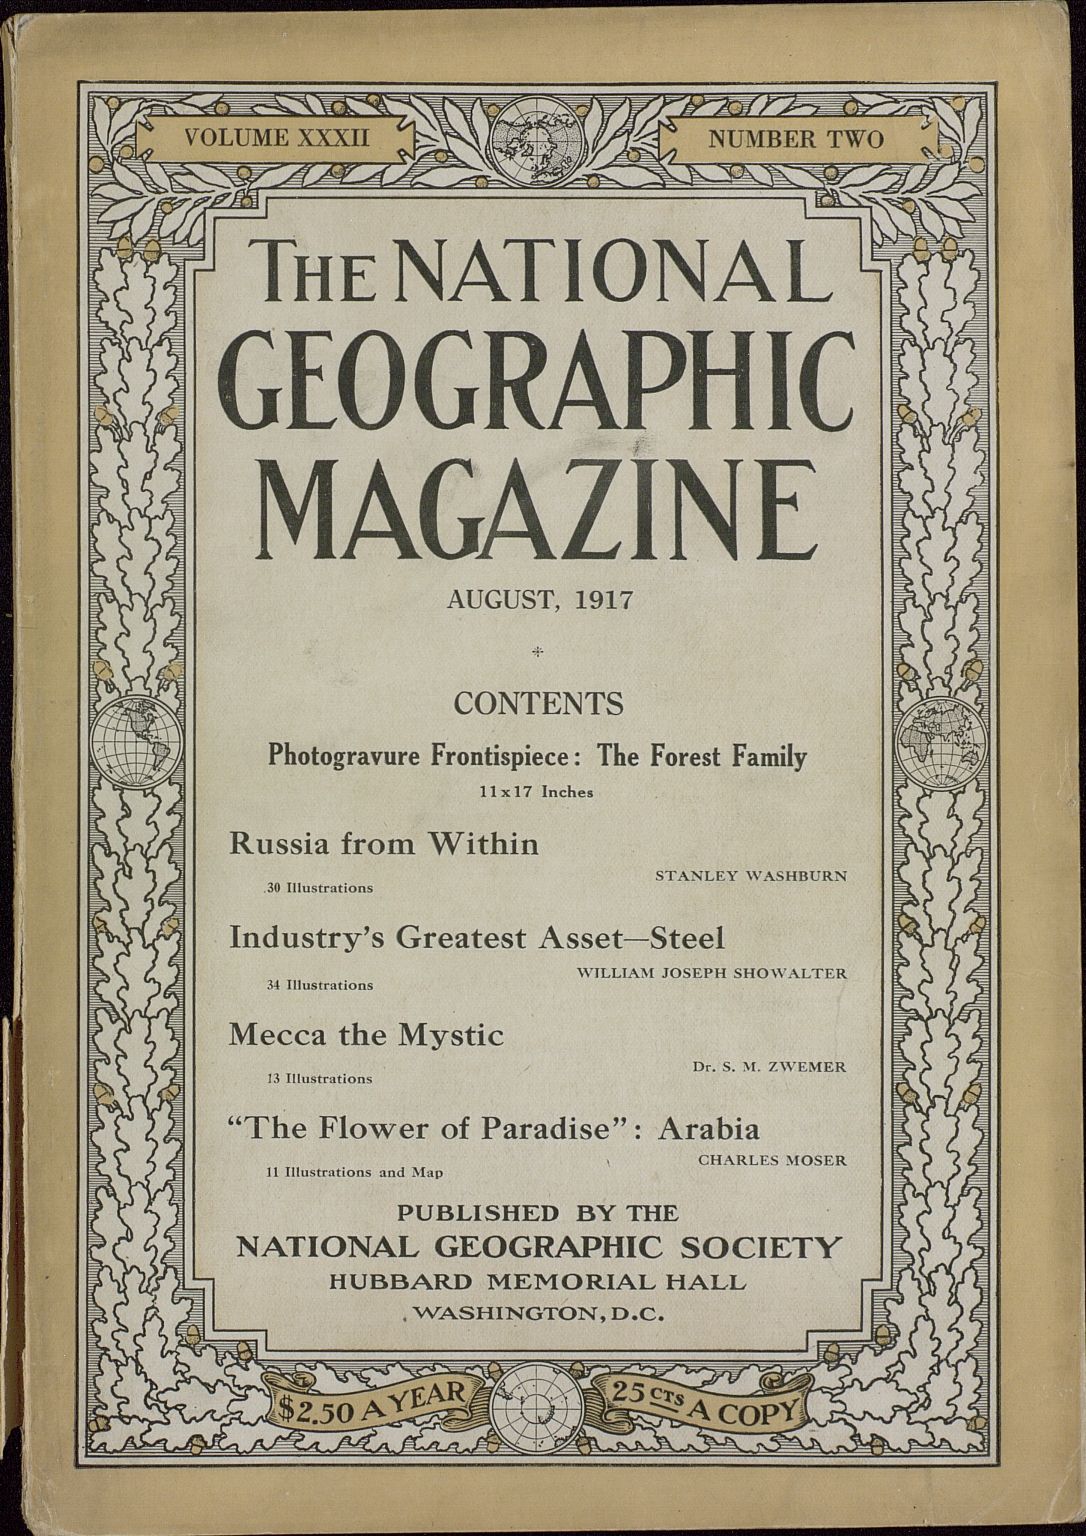 VOLUME XXXII
NUMBER TWO
THE NATIONAL
GEOGRAPHIC
MAGAZINE
AUGUST, 1917
CONTENTS
Photogravure Frontispiece: The Forest Family
11x17 Inches
Russia from Within
STANLEY WASHBURN
30 Illustrations
Industry's Greatest Asset—Steel
WILLIAM JOSEPH SHOWALTER
34 Illustrations
Mecca the Mystic
Dr. S. M. ZWEMER
13 Illustrations
“The Flower of Paradise”: Arabia
CHARLES MOSER
11 Illustrations and Map
PUBLISHED BY THE
NATIONAL GEOGRAPHIC SOCIETY
HUBBARD MEMORIAL HALL
WASHINGTON, D.C.
$2.50 A YEAR
25 CTS A COPY